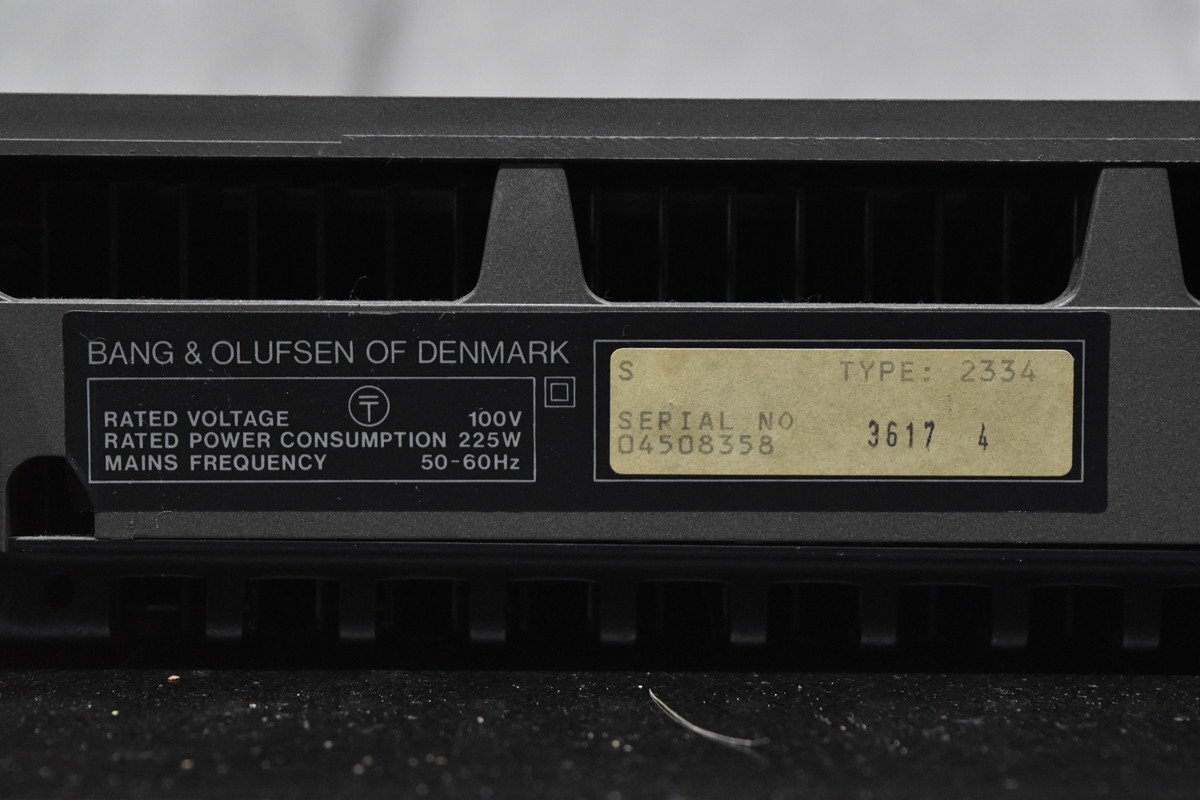 BANG & OLUFSEN OF DENMARK
RATED VOLTAGE 100V
RATED POWER CONSUMPTION 225W
MAINS FREQUENCY 50-60Hz
S TYPE: 2334
SERIAL NO
04508358 3617 4